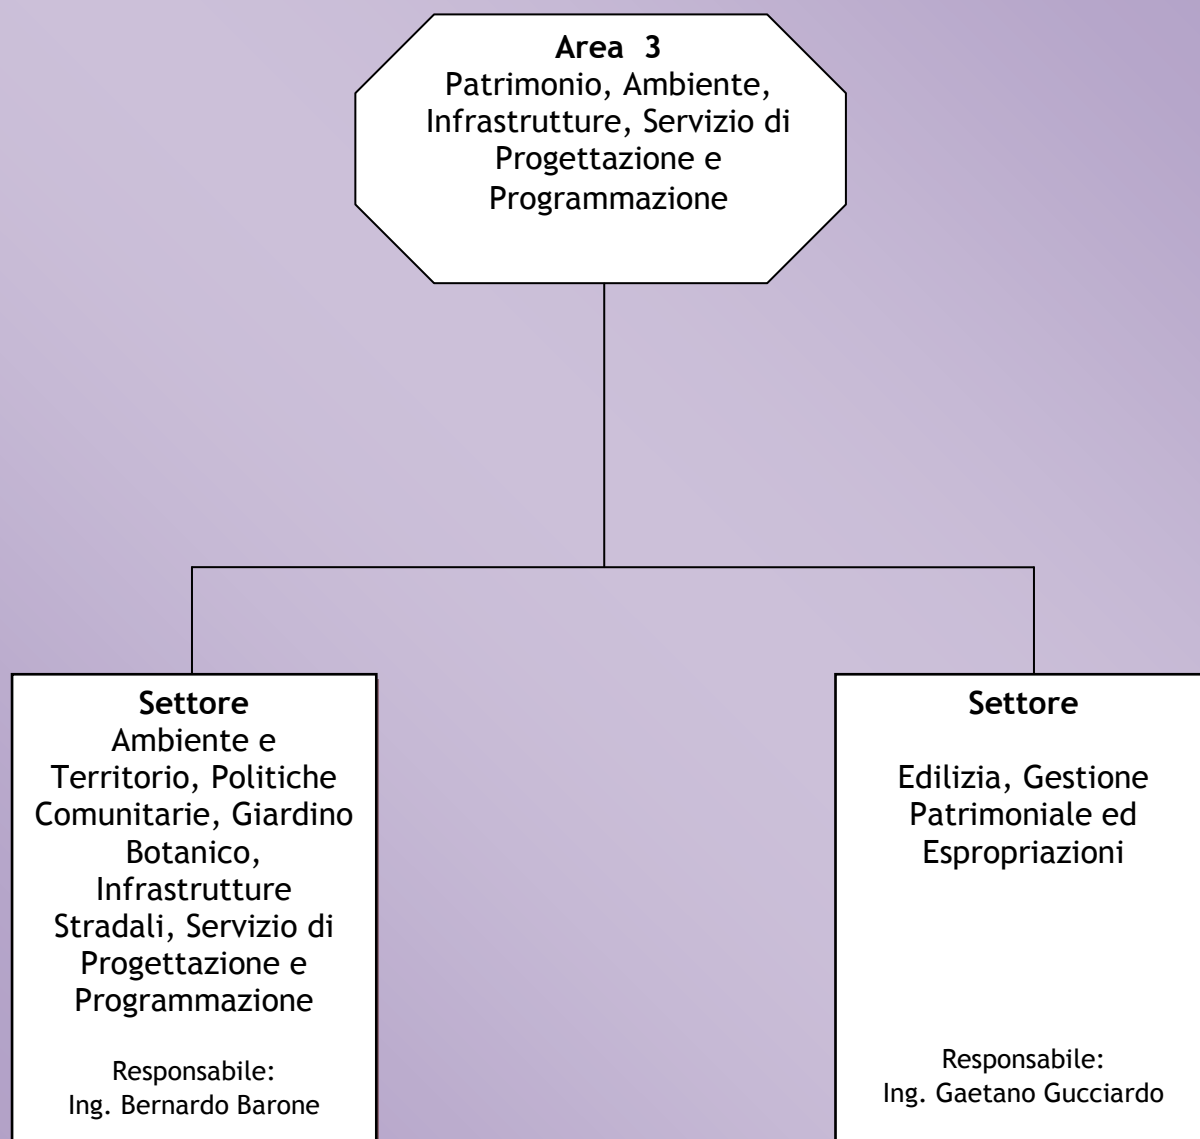 Area 3
Patrimonio, Ambiente,
Infrastrutture, Servizio di
Progettazione e
Programmazione
Settore
Ambiente e
Territorio, Politiche
Comunitarie, Giardino
Botanico,
Infrastrutture
Stradali, Servizio di
Progettazione e
Programmazione
Responsabile:
Ing. Bernardo Barone
Settore
Edilizia, Gestione
Patrimoniale ed
Espropriazioni
Responsabile:
Ing. Gaetano Gucciardo